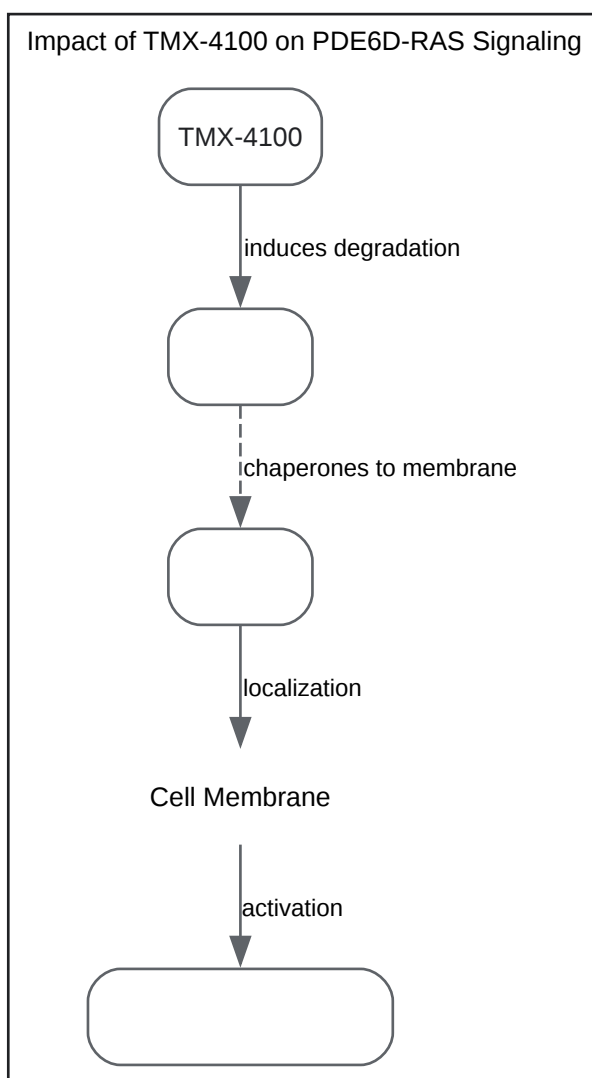 Impact of TMX-4100 on PDE6D-RAS Signaling
TMX-4100
induces degradation
chaperones to membrane
localization
Cell Membrane
activation